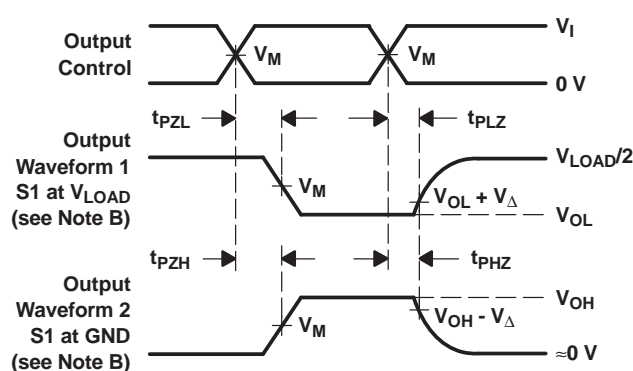 Output
Control
V_I
V_M
V_M
0 V
t_PZL
t_PLZ
Output
Waveform 1
S1 at V_LOAD
(see Note B)
V_LOAD/2
V_M
V_OL + V_Δ
V_OL
t_PZH
t_PHZ
Output
Waveform 2
S1 at GND
(see Note B)
V_OH
V_M
V_OH - V_Δ
≈0 V